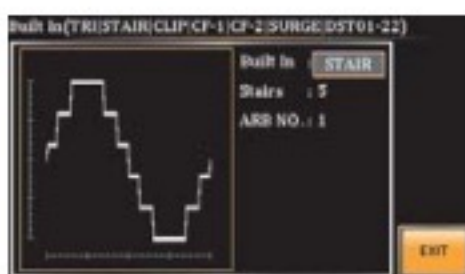 Built In(TRI|STAIR|CLIP|CF-1|CF-2|SURGE|DST01-22)
Built In : STAIR
Stairs : 5
ARB NO. : 1
EXIT